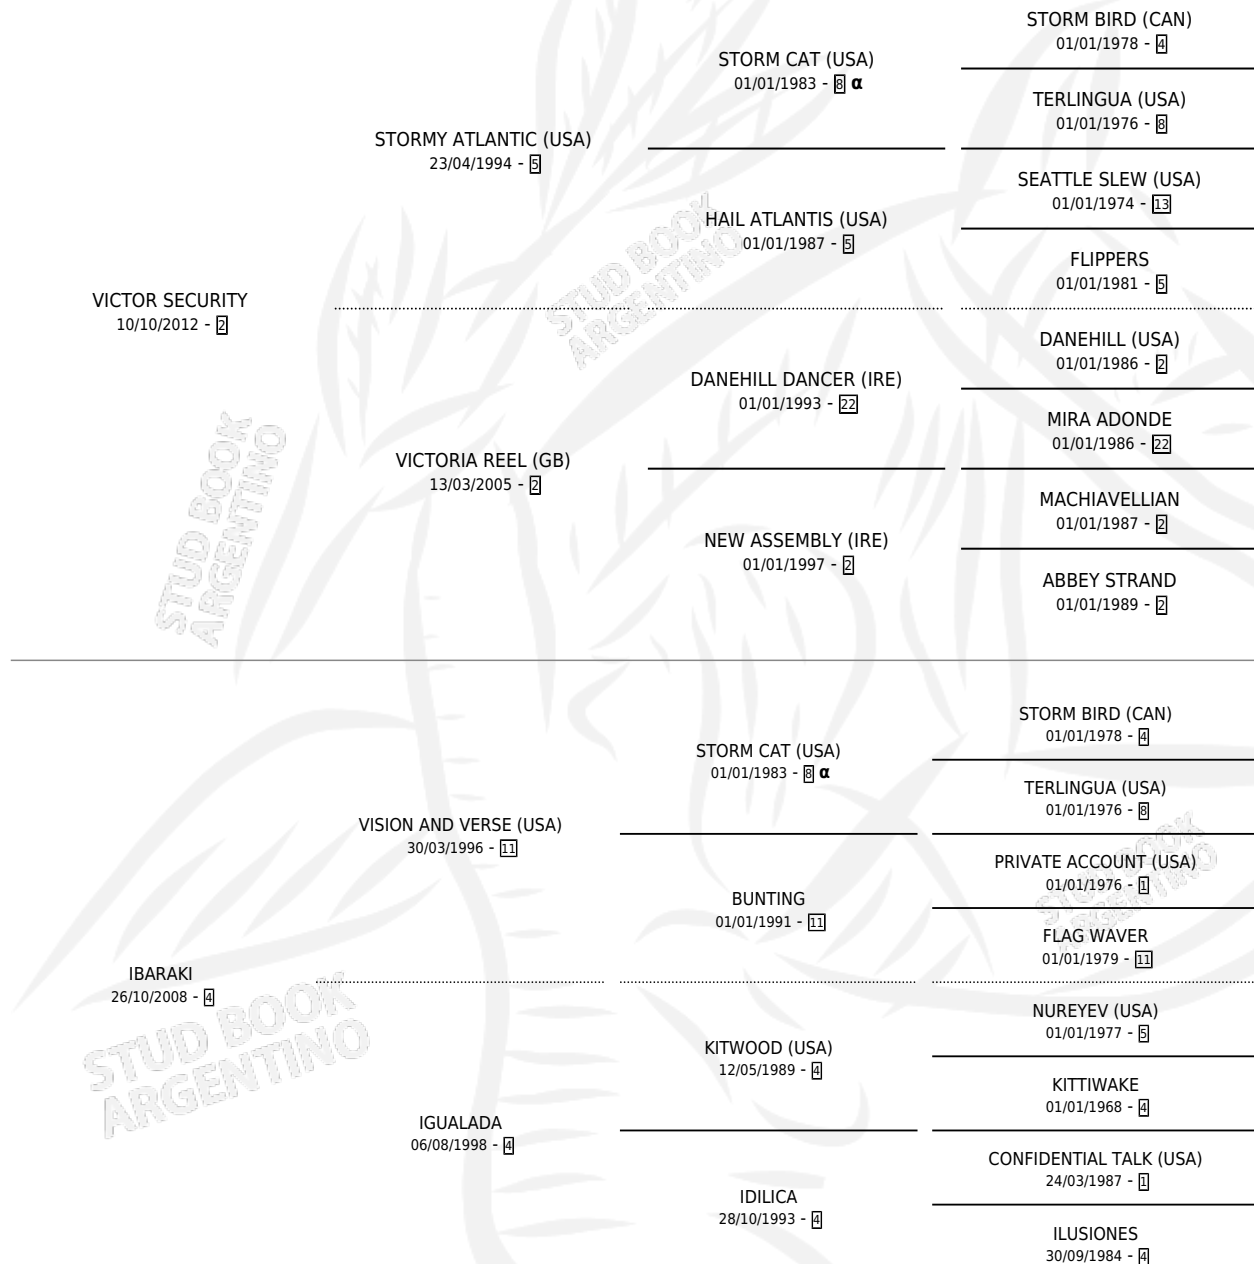 STORM BIRD (CAN)
01/01/1978 - 4
STORM CAT (USA)
01/01/1983 - 8 α
TERLINGUA (USA)
01/01/1976 - 8
STORMY ATLANTIC (USA)
23/04/1994 - 5
SEATTLE SLEW (USA)
01/01/1974 - 13
HAIL ATLANTIS (USA)
01/01/1987 - 5
FLIPPERS
01/01/1981 - 5
VICTOR SECURITY
10/10/2012 - 2
DANEHILL (USA)
01/01/1986 - 2
DANEHILL DANCER (IRE)
01/01/1993 - 22
MIRA ADONDE
01/01/1986 - 22
VICTORIA REEL (GB)
13/03/2005 - 2
MACHIAVELLIAN
01/01/1987 - 2
NEW ASSEMBLY (IRE)
01/01/1997 - 2
ABBEY STRAND
01/01/1989 - 2
STORM BIRD (CAN)
01/01/1978 - 4
STORM CAT (USA)
01/01/1983 - 8 α
TERLINGUA (USA)
01/01/1976 - 8
VISION AND VERSE (USA)
30/03/1996 - 11
PRIVATE ACCOUNT (USA)
01/01/1976 - 1
BUNTING
01/01/1991 - 11
FLAG WAVER
01/01/1979 - 11
IBARAKI
26/10/2008 - 4
NUREYEV (USA)
01/01/1977 - 5
KITWOOD (USA)
12/05/1989 - 4
KITTIWAKE
01/01/1968 - 4
IGUALADA
06/08/1998 - 4
CONFIDENTIAL TALK (USA)
24/03/1987 - 1
IDILICA
28/10/1993 - 4
ILUSIONES
30/09/1984 - 4
STUD BOOK
ARGENTINO
STUD BOOK
ARGENTINO
STUD BOOK
ARGENTINO
STUD BOOK
ARGENTINO